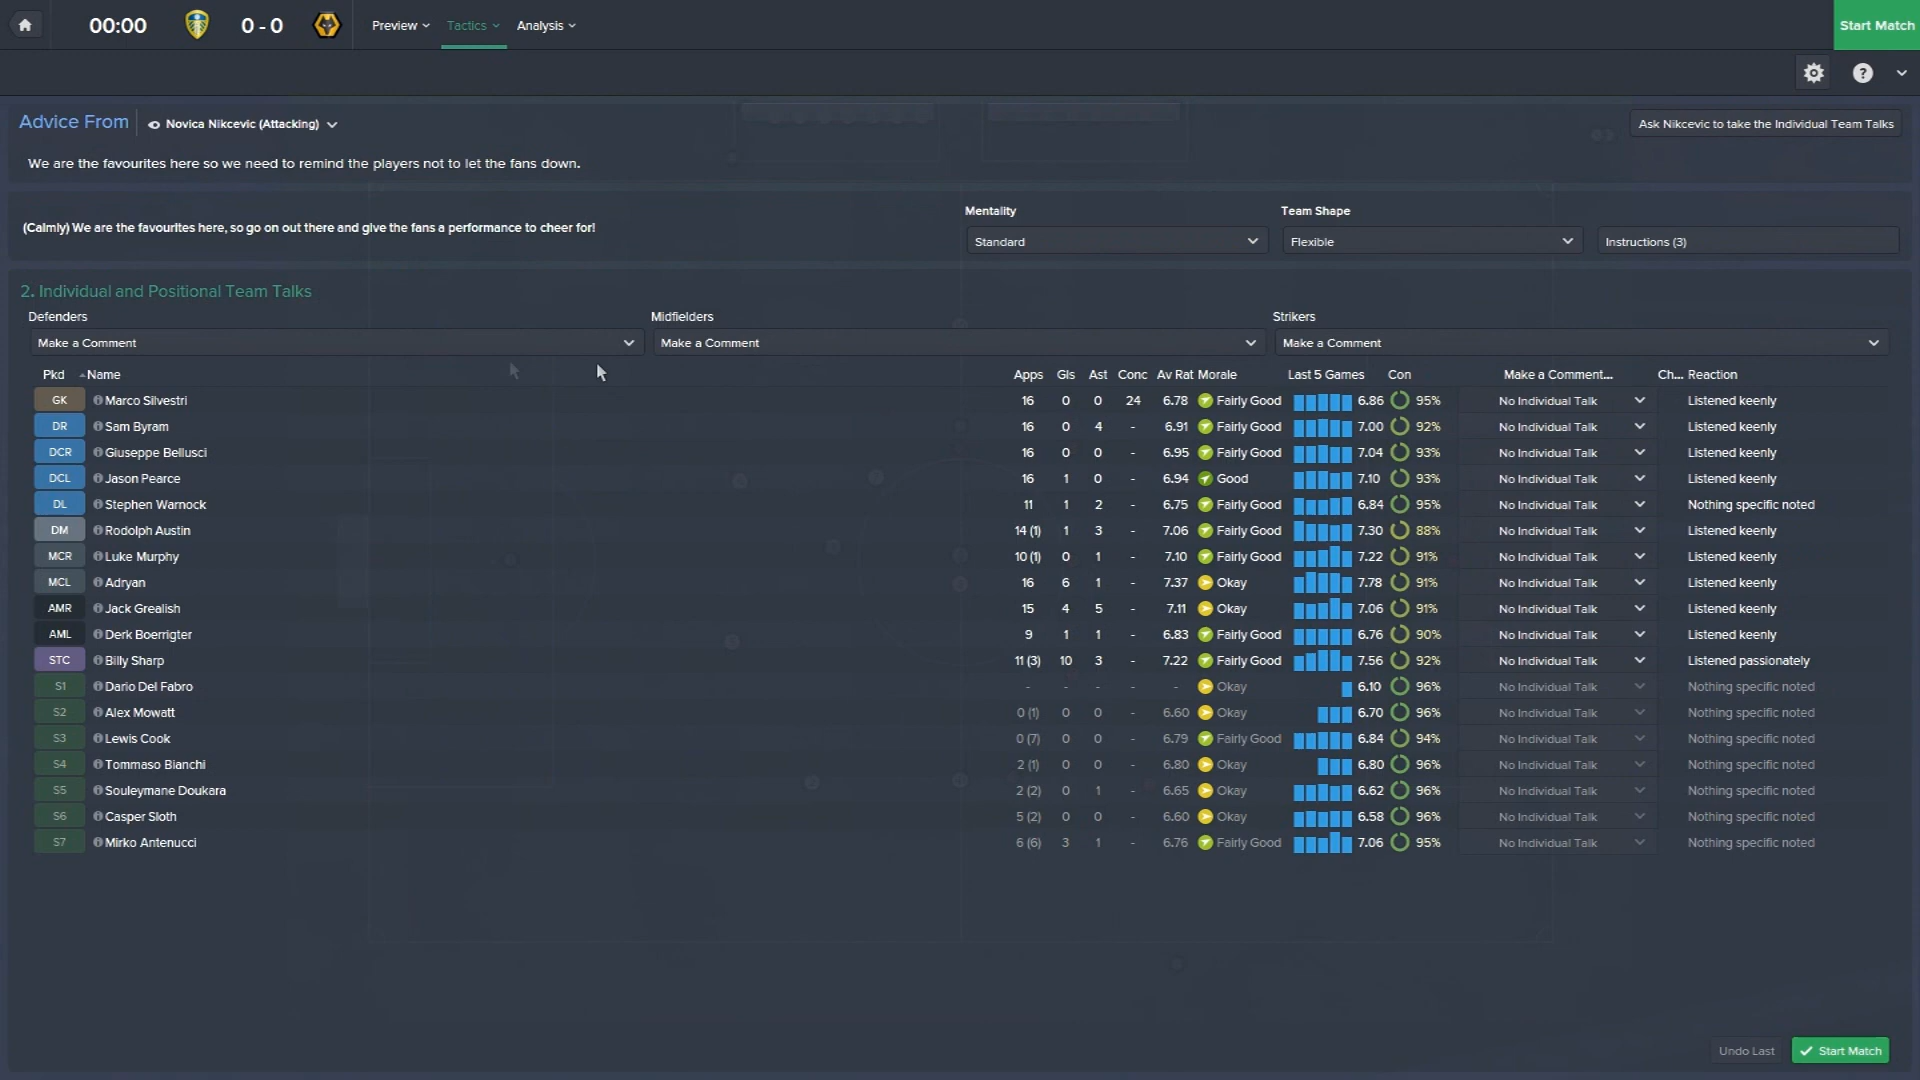 00:00 0 - 0 Preview Tactics Analysis Start Match
?
Advice From Novica Nikcevic (Attacking) Ask Nikcevic to take the Individual Team Talks
We are the favourites here so we need to remind the players not to let the fans down.
Mentality Team Shape
(Calmly) We are the favourites here, so go on out there and give the fans a performance to cheer for!
Standard Flexible Instructions (3)
2. Individual and Positional Team Talks
Defenders Midfielders Strikers
Make a Comment Make a Comment Make a Comment
Pkd Name Apps Gls Ast Conc Av Rat Morale Last 5 Games Con Make a Comment... Ch... Reaction
GK Marco Silvestri 16 0 0 24 6.78 Fairly Good 6.86 95% No Individual Talk Listened keenly
DR Sam Byram 16 0 4 - 6.91 Fairly Good 7.00 92% No Individual Talk Listened keenly
DCR Giuseppe Bellusci 16 0 0 - 6.95 Fairly Good 7.04 93% No Individual Talk Listened keenly
DCL Jason Pearce 16 1 0 - 6.94 Good 7.10 93% No Individual Talk Listened keenly
DL Stephen Warnock 11 1 2 - 6.75 Fairly Good 6.84 95% No Individual Talk Nothing specific noted
DM Rodolph Austin 14 (1) 1 3 - 7.06 Fairly Good 7.30 88% No Individual Talk Listened keenly
MCR Luke Murphy 10 (1) 0 1 - 7.10 Fairly Good 7.22 91% No Individual Talk Listened keenly
MCL Adryan 16 6 1 - 7.37 Okay 7.78 91% No Individual Talk Listened keenly
AMR Jack Grealish 15 4 5 - 7.11 Okay 7.06 91% No Individual Talk Listened keenly
AML Derk Boerrigter 9 1 1 - 6.83 Fairly Good 6.76 90% No Individual Talk Listened keenly
STC Billy Sharp 11 (3) 10 3 - 7.22 Fairly Good 7.56 92% No Individual Talk Listened passionately
S1 Dario Del Fabro - - - - - Okay 6.10 96% No Individual Talk Nothing specific noted
S2 Alex Mowatt 0 (1) 0 0 - 6.60 Okay 6.70 96% No Individual Talk Nothing specific noted
S3 Lewis Cook 0 (7) 0 0 - 6.79 Fairly Good 6.84 94% No Individual Talk Nothing specific noted
S4 Tommaso Bianchi 2 (1) 0 0 - 6.80 Okay 6.80 96% No Individual Talk Nothing specific noted
S5 Souleymane Doukara 2 (2) 0 1 - 6.65 Okay 6.62 96% No Individual Talk Nothing specific noted
S6 Casper Sloth 5 (2) 0 0 - 6.60 Okay 6.58 96% No Individual Talk Nothing specific noted
S7 Mirko Antenucci 6 (6) 3 1 - 6.76 Fairly Good 7.06 95% No Individual Talk Nothing specific noted
Undo Last Start Match